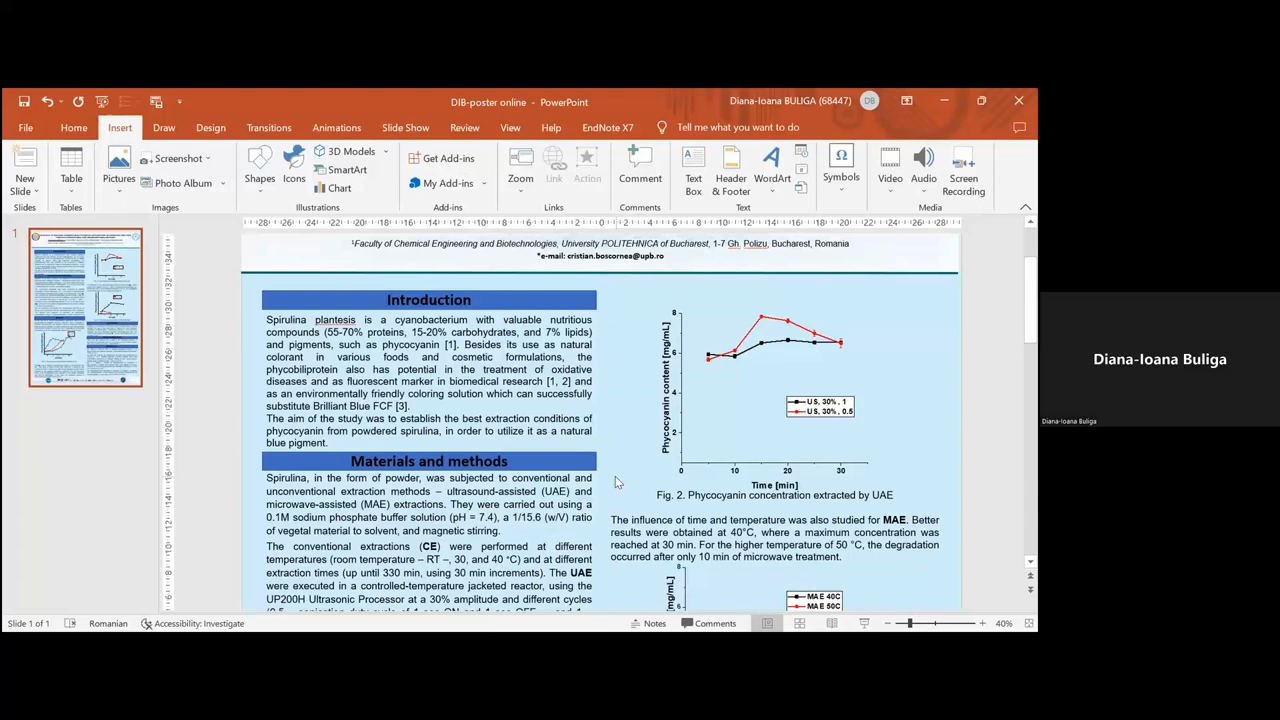 DIB-poster online - PowerPoint
Diana-Ioana BULIGA (68447)
DB
File Home Insert Draw Design Transitions Animations Slide Show Review View Help EndNote X7 Tell me what you want to do
New Slide
Table
Pictures
Screenshot
Photo Album
Shapes
Icons
3D Models
SmartArt
Chart
Get Add-ins
My Add-ins
Zoom
Link
Action
Comment
Text Box
Header & Footer
WordArt
Symbols
Video
Audio
Screen Recording
Slides
Tables
Images
Illustrations
Add-ins
Links
Comments
Text
Media
1
¹Faculty of Chemical Engineering and Biotechnologies, University POLITEHNICA of Bucharest, 1-7 Gh. Polizu, Bucharest, Romania
*e-mail: cristian.boscornea@upb.ro
Introduction
Spirulina plantesis is a cyanobacterium with valuable nutritious
compounds (55-70% proteins, 15-20% carbohydrates, and 7% lipids)
and pigments, such as phycocyanin [1]. Besides its use as natural
colorant in various foods and cosmetic formulations, the
phycobiliprotein also has potential in the treatment of oxidative
diseases and as fluorescent marker in biomedical research [1, 2] and
as an environmentally friendly coloring solution which can successfully
substitute Brilliant Blue FCF [3].
The aim of the study was to establish the best extraction conditions of
phycocyanin from powdered spirulina, in order to utilize it as a natural
blue pigment.
Materials and methods
Spirulina, in the form of powder, was subjected to conventional and
unconventional extraction methods – ultrasound-assisted (UAE) and
microwave-assisted (MAE) extractions. They were carried out using a
0.1M sodium phosphate buffer solution (pH = 7.4), a 1/15.6 (w/V) ratio
of vegetal material to solvent, and magnetic stirring.
The conventional extractions (CE) were performed at different
temperatures (room temperature – RT –, 30, and 40 °C) and at different
extraction times (up until 330 min, using 30 min increments). The UAE
were executed in a controlled-temperature jacketed reactor, using the
UP200H Ultrasonic Processor at a 30% amplitude and different cycles
Phycocyanin content [mg/mL]
8
6
4
2
0 10 20 30
Time [min]
US, 30%, 1
US, 30%, 0.5
Fig. 2. Phycocyanin concentration extracted by UAE
The influence of time and temperature was also studied for MAE. Better
results were obtained at 40°C, where a maximum concentration was
reached at 30 min. For the higher temperature of 50 °C, the degradation
occurred after only 10 min of microwave treatment.
8
6
[mg/mL]
MAE 40C
MAE 50C
Slide 1 of 1
Romanian
Accessibility: Investigate
Notes
Comments
40%
Diana-Ioana Buliga
Diana-Ioana Buliga